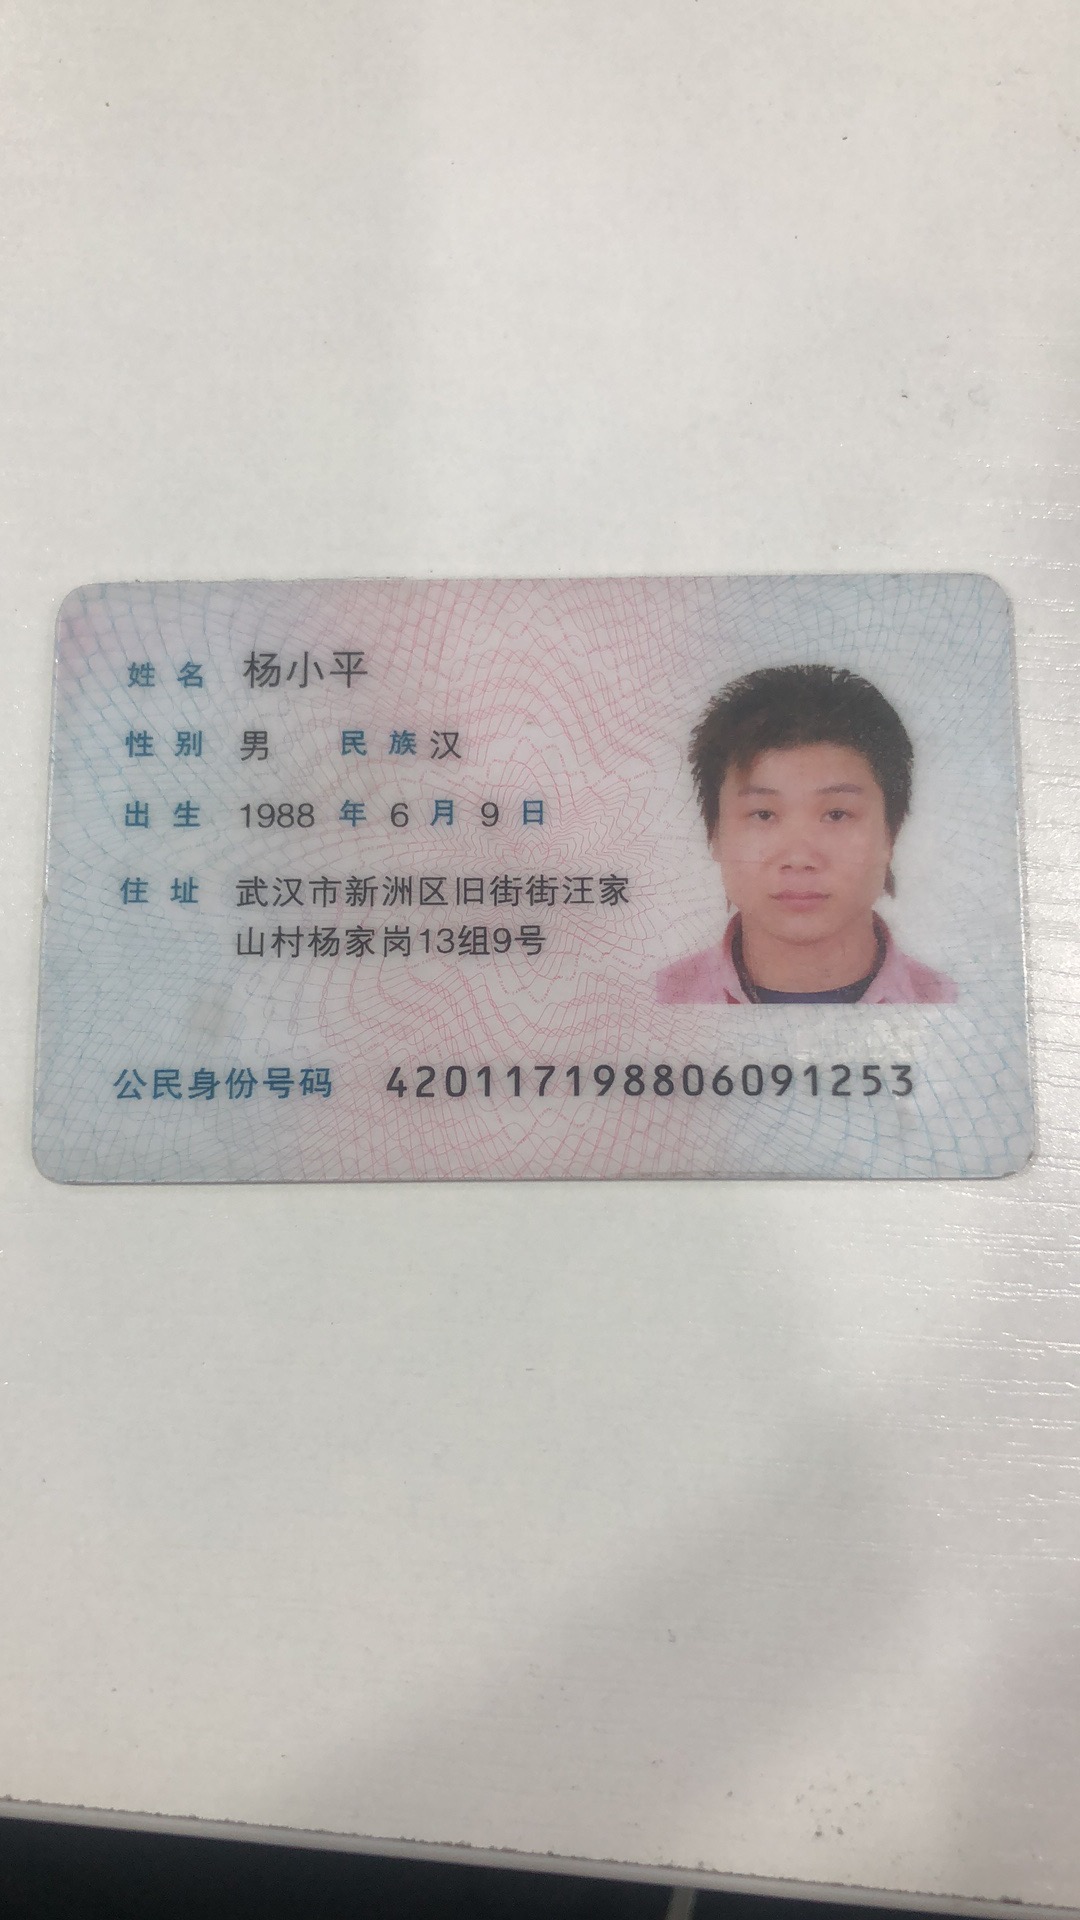 姓名 杨小平
性别 男 民族 汉
出生 1988 年 6 月 9 日
住址 武汉市新洲区旧街街汪家
山村杨家岗13组9号
公民身份号码 420117198806091253